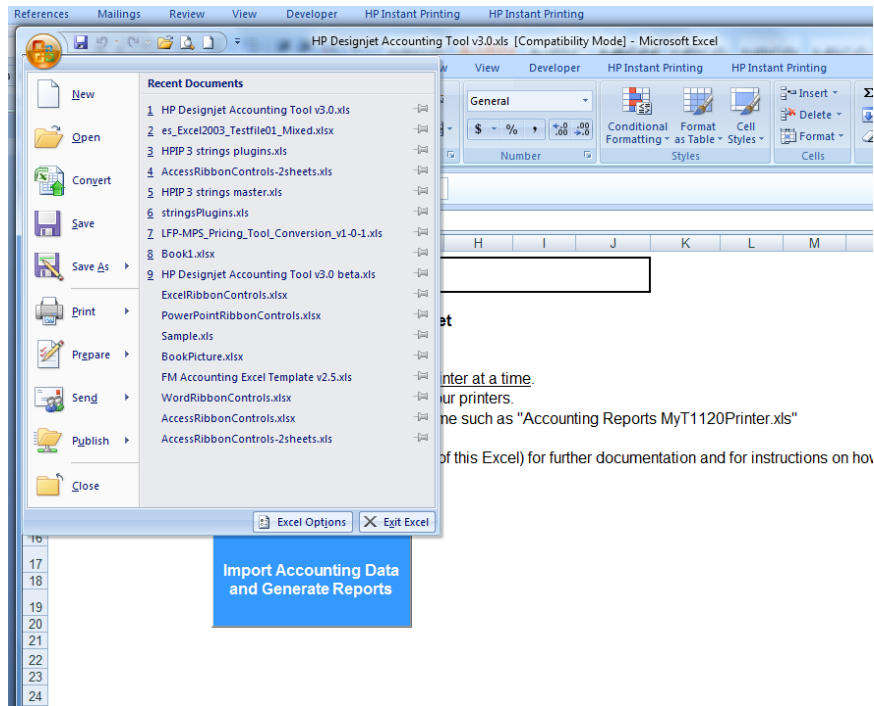 References Mailings Review View Developer HP Instant Printing HP Instant Printing
HP Designjet Accounting Tool v3.0.xls [Compatibility Mode] - Microsoft Excel
View Developer HP Instant Printing HP Instant Printing
New
Open
Convert
Save
Save As
Print
Prepare
Send
Publish
Close
Recent Documents
1 HP Designjet Accounting Tool v3.0.xls
2 es_Excel2003_Testfile01_Mixed.xlsx
3 HPIP 3 strings plugins.xls
4 AccessRibbonControls-2sheets.xls
5 HPIP 3 strings master.xls
6 stringsPlugins.xls
7 LFP-MPS_Pricing_Tool_Conversion_v1-0-1.xls
8 Book1.xlsx
9 HP Designjet Accounting Tool v3.0 beta.xls
ExcelRibbonControls.xlsx
PowerPointRibbonControls.xlsx
Sample.xls
BookPicture.xlsx
FM Accounting Excel Template v2.5.xls
WordRibbonControls.xlsx
AccessRibbonControls.xlsx
AccessRibbonControls-2sheets.xls
Excel Options Exit Excel
General
$ % , .00 .00
Number
Conditional Formatting
Format as Table
Cell Styles
Styles
Insert
Delete
Format
Cells
Σ
H I J K L M
et
inter at a time.
ur printers.
me such as "Accounting Reports MyT1120Printer.xls"
of this Excel) for further documentation and for instructions on how
16
17
18
19
20
21
22
23
24
Import Accounting Data
and Generate Reports